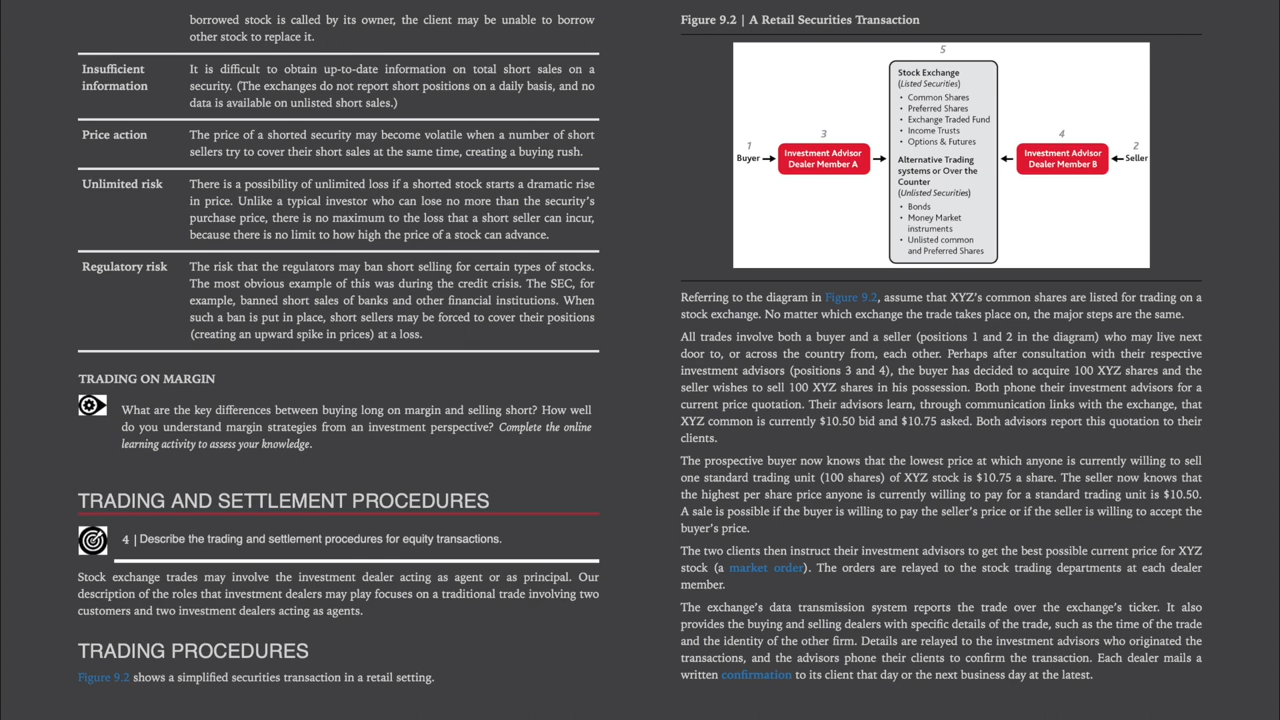 borrowed stock is called by its owner, the client may be unable to borrow
other stock to replace it.
Insufficient
information
It is difficult to obtain up-to-date information on total short sales on a
security. (The exchanges do not report short positions on a daily basis, and no
data is available on unlisted short sales.)
Price action
The price of a shorted security may become volatile when a number of short
sellers try to cover their short sales at the same time, creating a buying rush.
Unlimited risk
There is a possibility of unlimited loss if a shorted stock starts a dramatic rise
in price. Unlike a typical investor who can lose no more than the security's
purchase price, there is no maximum to the loss that a short seller can incur,
because there is no limit to how high the price of a stock can advance.
Regulatory risk
The risk that the regulators may ban short selling for certain types of stocks.
The most obvious example of this was during the credit crisis. The SEC, for
example, banned short sales of banks and other financial institutions. When
such a ban is put in place, short sellers may be forced to cover their positions
(creating an upward spike in prices) at a loss.
TRADING ON MARGIN
What are the key differences between buying long on margin and selling short? How well
do you understand margin strategies from an investment perspective? Complete the online
learning activity to assess your knowledge.
TRADING AND SETTLEMENT PROCEDURES
4 | Describe the trading and settlement procedures for equity transactions.
Stock exchange trades may involve the investment dealer acting as agent or as principal. Our
description of the roles that investment dealers may play focuses on a traditional trade involving two
customers and two investment dealers acting as agents.
TRADING PROCEDURES
Figure 9.2 shows a simplified securities transaction in a retail setting.
Figure 9.2 | A Retail Securities Transaction
5
Stock Exchange
(Listed Securities)
• Common Shares
• Preferred Shares
• Exchange Traded Fund
• Income Trusts
• Options & Futures
Alternative Trading
systems or Over the
Counter
(Unlisted Securities)
• Bonds
• Money Market
instruments
• Unlisted common
and Preferred Shares
1
Buyer
3
Investment Advisor
Dealer Member A
4
Investment Advisor
Dealer Member B
2
Seller
Referring to the diagram in Figure 9.2, assume that XYZ's common shares are listed for trading on a
stock exchange. No matter which exchange the trade takes place on, the major steps are the same.
All trades involve both a buyer and a seller (positions 1 and 2 in the diagram) who may live next
door to, or across the country from, each other. Perhaps after consultation with their respective
investment advisors (positions 3 and 4), the buyer has decided to acquire 100 XYZ shares and the
seller wishes to sell 100 XYZ shares in his possession. Both phone their investment advisors for a
current price quotation. Their advisors learn, through communication links with the exchange, that
XYZ common is currently $10.50 bid and $10.75 asked. Both advisors report this quotation to their
clients.
The prospective buyer now knows that the lowest price at which anyone is currently willing to sell
one standard trading unit (100 shares) of XYZ stock is $10.75 a share. The seller now knows that
the highest per share price anyone is currently willing to pay for a standard trading unit is $10.50.
A sale is possible if the buyer is willing to pay the seller's price or if the seller is willing to accept the
buyer's price.
The two clients then instruct their investment advisors to get the best possible current price for XYZ
stock (a market order). The orders are relayed to the stock trading departments at each dealer
member.
The exchange's data transmission system reports the trade over the exchange's ticker. It also
provides the buying and selling dealers with specific details of the trade, such as the time of the trade
and the identity of the other firm. Details are relayed to the investment advisors who originated the
transactions, and the advisors phone their clients to confirm the transaction. Each dealer mails a
written confirmation to its client that day or the next business day at the latest.